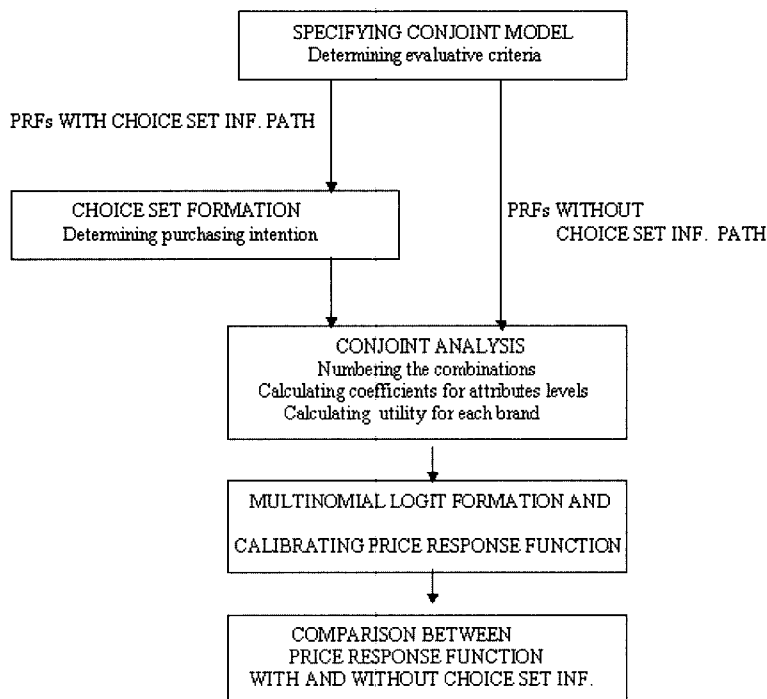 SPECIFYING CONJOINT MODEL
Determining evaluative criteria
PRFs WITH CHOICE SET INF. PATH
CHOICE SET FORMATION
Determining purchasing intention
PRFs WITHOUT
CHOICE SET INF. PATH
CONJOINT ANALYSIS
Numbering the combinations
Calculating coefficients for attributes levels
Calculating utility for each brand
MULTINOMIAL LOGIT FORMATION AND
CALIBRATING PRICE RESPONSE FUNCTION
COMPARISON BETWEEN
PRICE RESPONSE FUNCTION
WITH AND WITHOUT CHOICE SET INF.